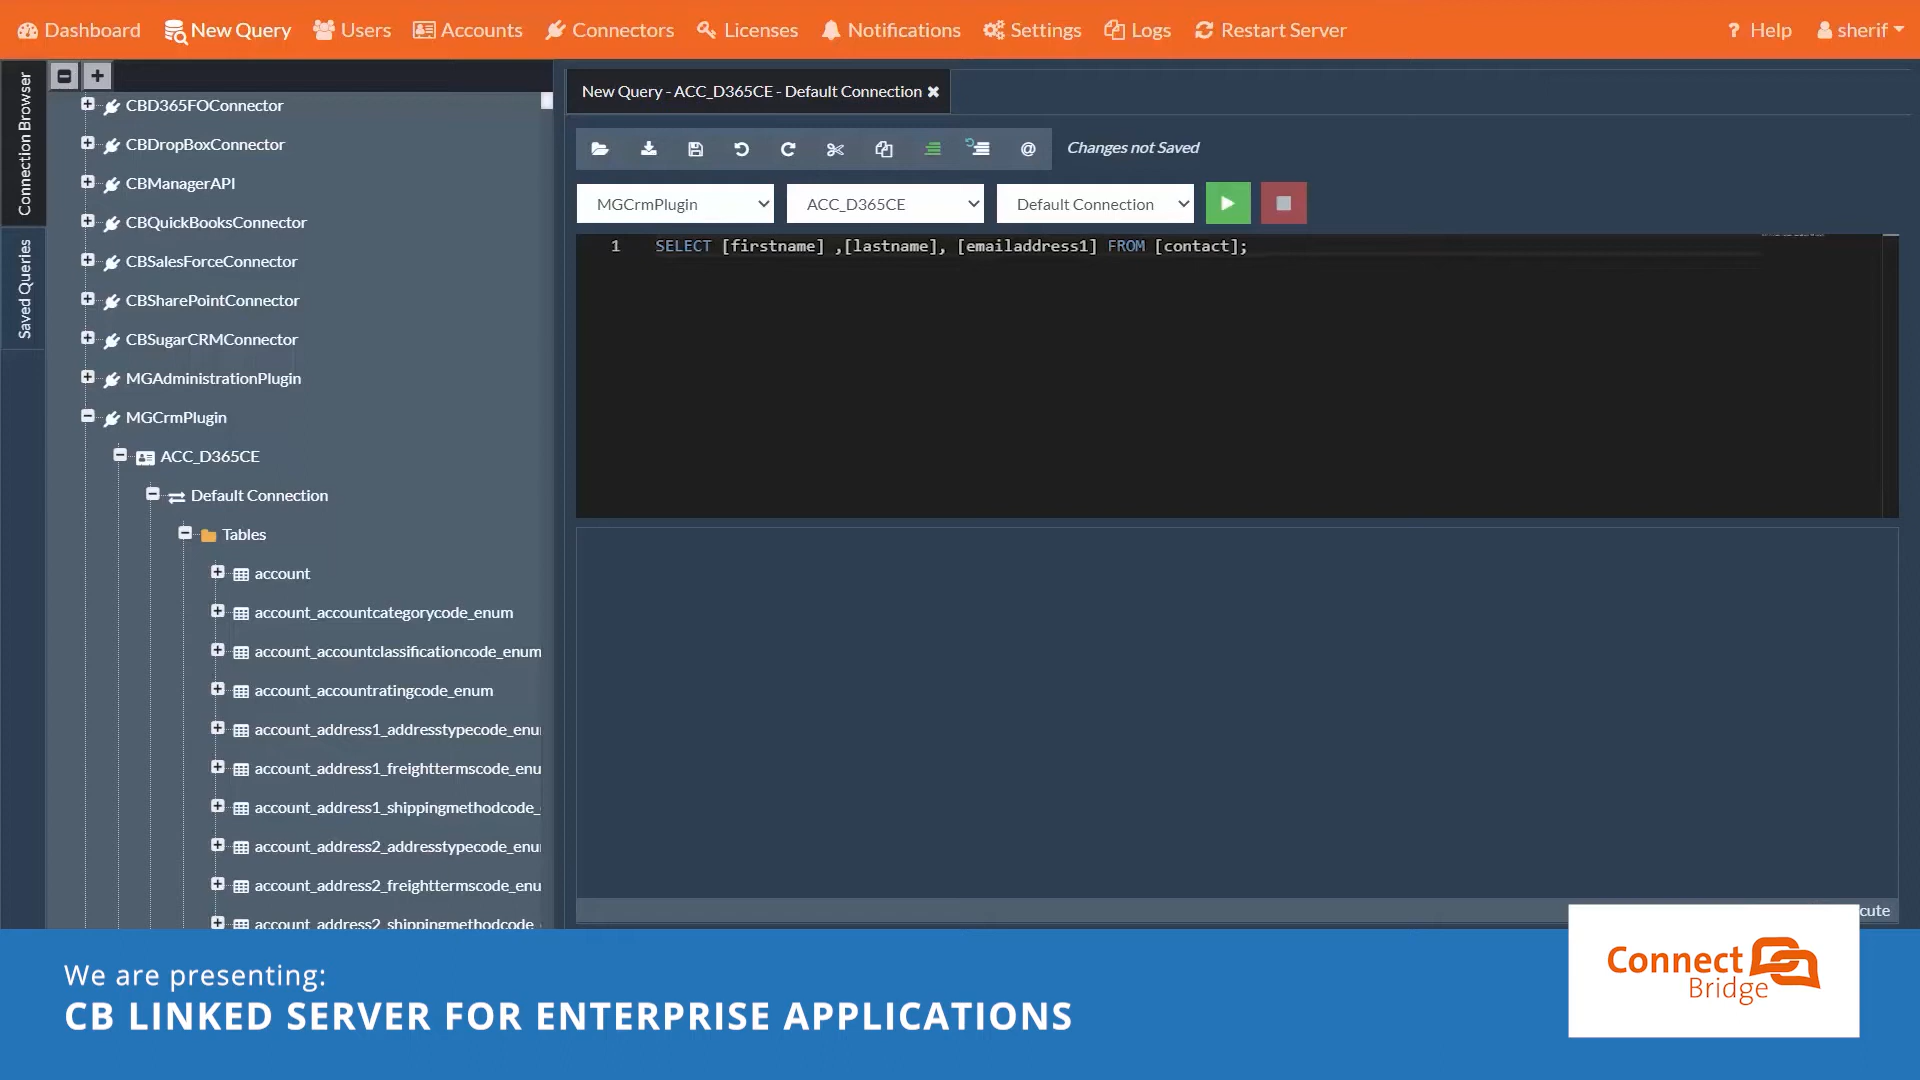 Dashboard New Query Users Accounts Connectors Licenses Notifications Settings Logs Restart Server ? Help sherif
Connection Browser
Saved Queries
CBD365FOConnector
CBDropBoxConnector
CBManagerAPI
CBQuickBooksConnector
CBSalesForceConnector
CBSharePointConnector
CBSugarCRMConnector
MGAdministrationPlugin
MGCrmPlugin
ACC_D365CE
Default Connection
Tables
account
account_accountcategorycode_enum
account_accountclassificationcode_enum
account_accountratingcode_enum
account_address1_addresstypecode_enu
account_address1_freighttermscode_enu
account_address1_shippingmethodcode_
account_address2_addresstypecode_enu
account_address2_freighttermscode_enu
account_address2_shippingmethodcode_
New Query - ACC_D365CE - Default Connection
@ Changes not Saved
MGCrmPlugin ACC_D365CE Default Connection
1 SELECT [firstname] ,[lastname], [emailaddress1] FROM [contact];
cute
We are presenting:
CB LINKED SERVER FOR ENTERPRISE APPLICATIONS
Connect
Bridge